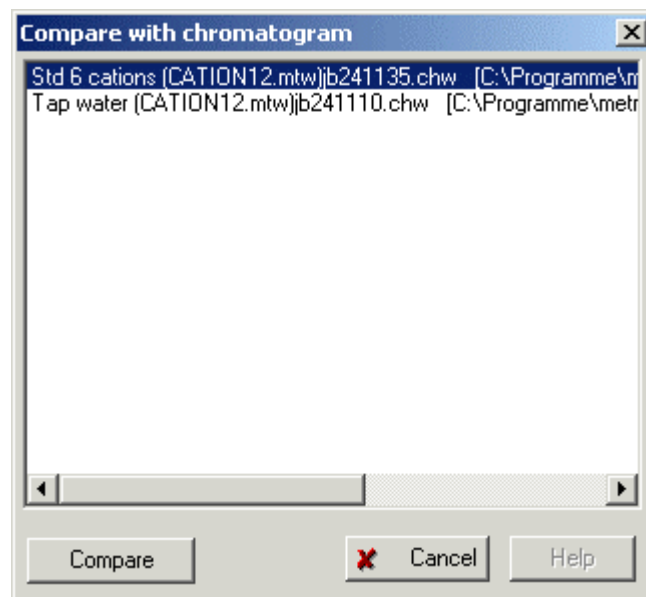 Compare with chromatogram
Std 6 cations (CATION12.mtw)jb241135.chw [C:\Programme\m
Tap water (CATION12.mtw)jb241110.chw [C:\Programme\metr
Compare
Cancel
Help